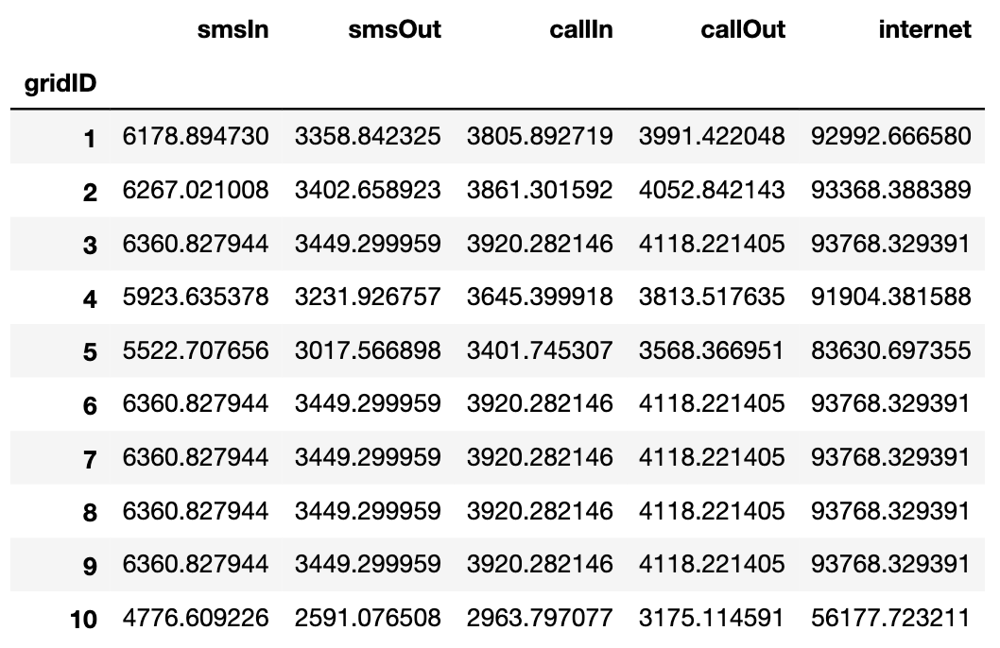 smsIn smsOut callIn callOut internet
gridID
1 6178.894730 3358.842325 3805.892719 3991.422048 92992.666580
2 6267.021008 3402.658923 3861.301592 4052.842143 93368.388389
3 6360.827944 3449.299959 3920.282146 4118.221405 93768.329391
4 5923.635378 3231.926757 3645.399918 3813.517635 91904.381588
5 5522.707656 3017.566898 3401.745307 3568.366951 83630.697355
6 6360.827944 3449.299959 3920.282146 4118.221405 93768.329391
7 6360.827944 3449.299959 3920.282146 4118.221405 93768.329391
8 6360.827944 3449.299959 3920.282146 4118.221405 93768.329391
9 6360.827944 3449.299959 3920.282146 4118.221405 93768.329391
10 4776.609226 2591.076508 2963.797077 3175.114591 56177.723211